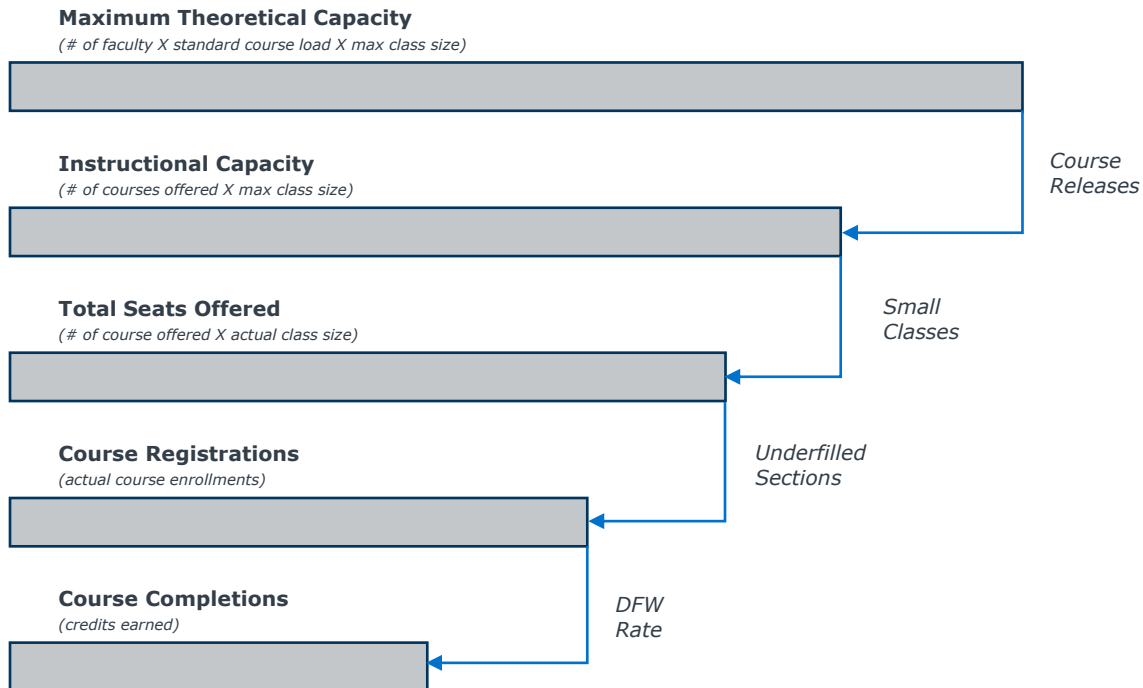 Maximum Theoretical Capacity
(# of faculty X standard course load X max class size)
Course
Releases
Instructional Capacity
(# of courses offered X max class size)
Small
Classes
Total Seats Offered
(# of course offered X actual class size)
Underfilled
Sections
Course Registrations
(actual course enrollments)
DFW
Rate
Course Completions
(credits earned)